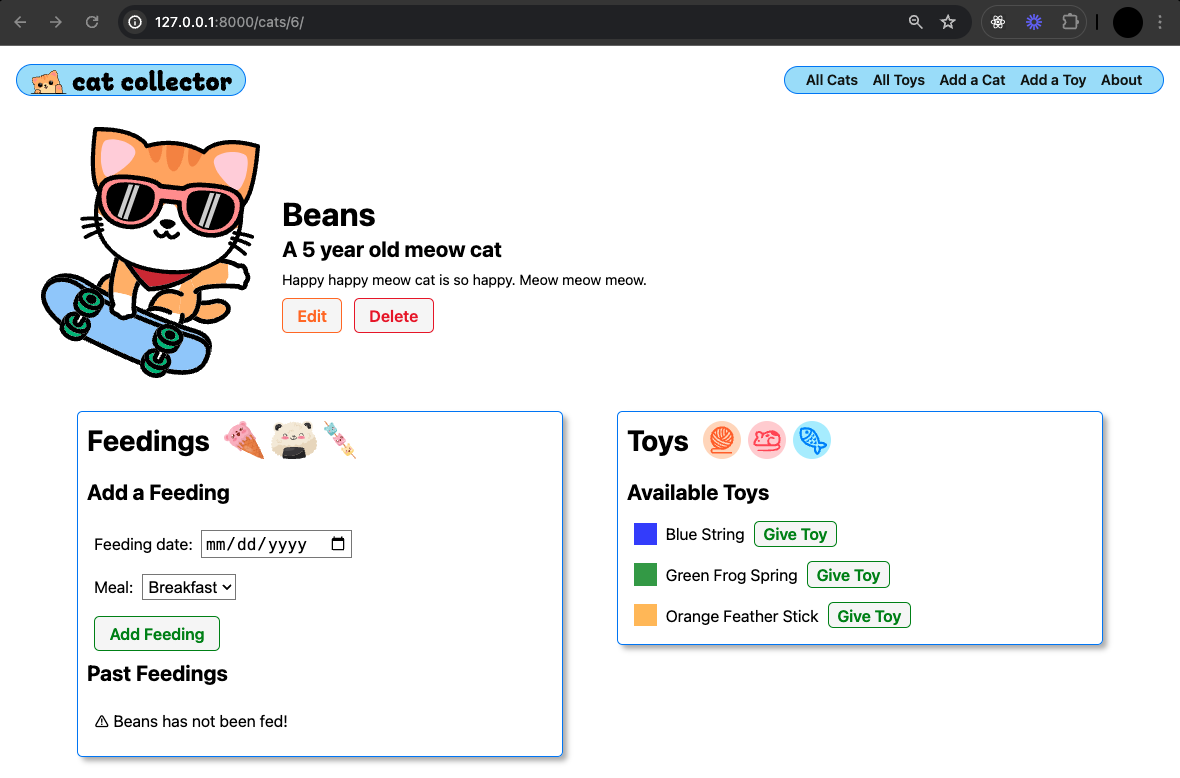 127.0.0.1:8000/cats/6/
cat collector
All Cats All Toys Add a Cat Add a Toy About
Beans
A 5 year old meow cat
Happy happy meow cat is so happy. Meow meow meow.
Edit Delete
Feedings
Add a Feeding
Feeding date: mm/dd/yyyy
Meal: Breakfast
Add Feeding
Past Feedings
⚠ Beans has not been fed!
Toys
Available Toys
Blue String Give Toy
Green Frog Spring Give Toy
Orange Feather Stick Give Toy